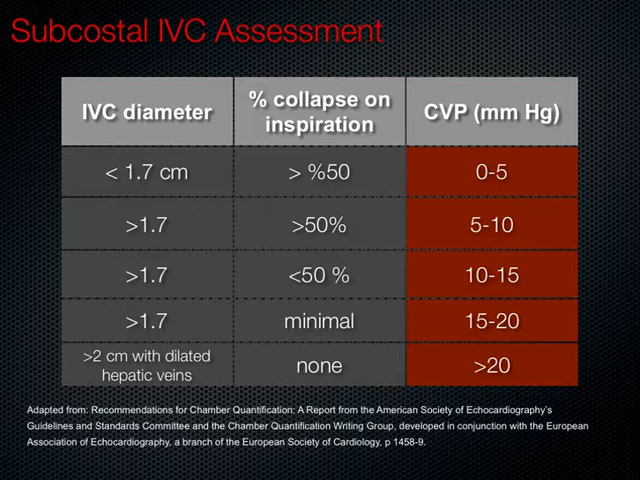 Subcostal IVC Assessment
IVC diameter
% collapse on
inspiration
CVP (mm Hg)
< 1.7 cm
> %50
0-5
>1.7
>50%
5-10
>1.7
<50 %
10-15
>1.7
minimal
15-20
>2 cm with dilated
hepatic veins
none
>20
Adapted from: Recommendations for Chamber Quantification: A Report from the American Society of Echocardiography's
Guidelines and Standards Committee and the Chamber Quantification Writing Group, developed in conjunction with the European
Association of Echocardiography, a branch of the European Society of Cardiology, p 1458-9.